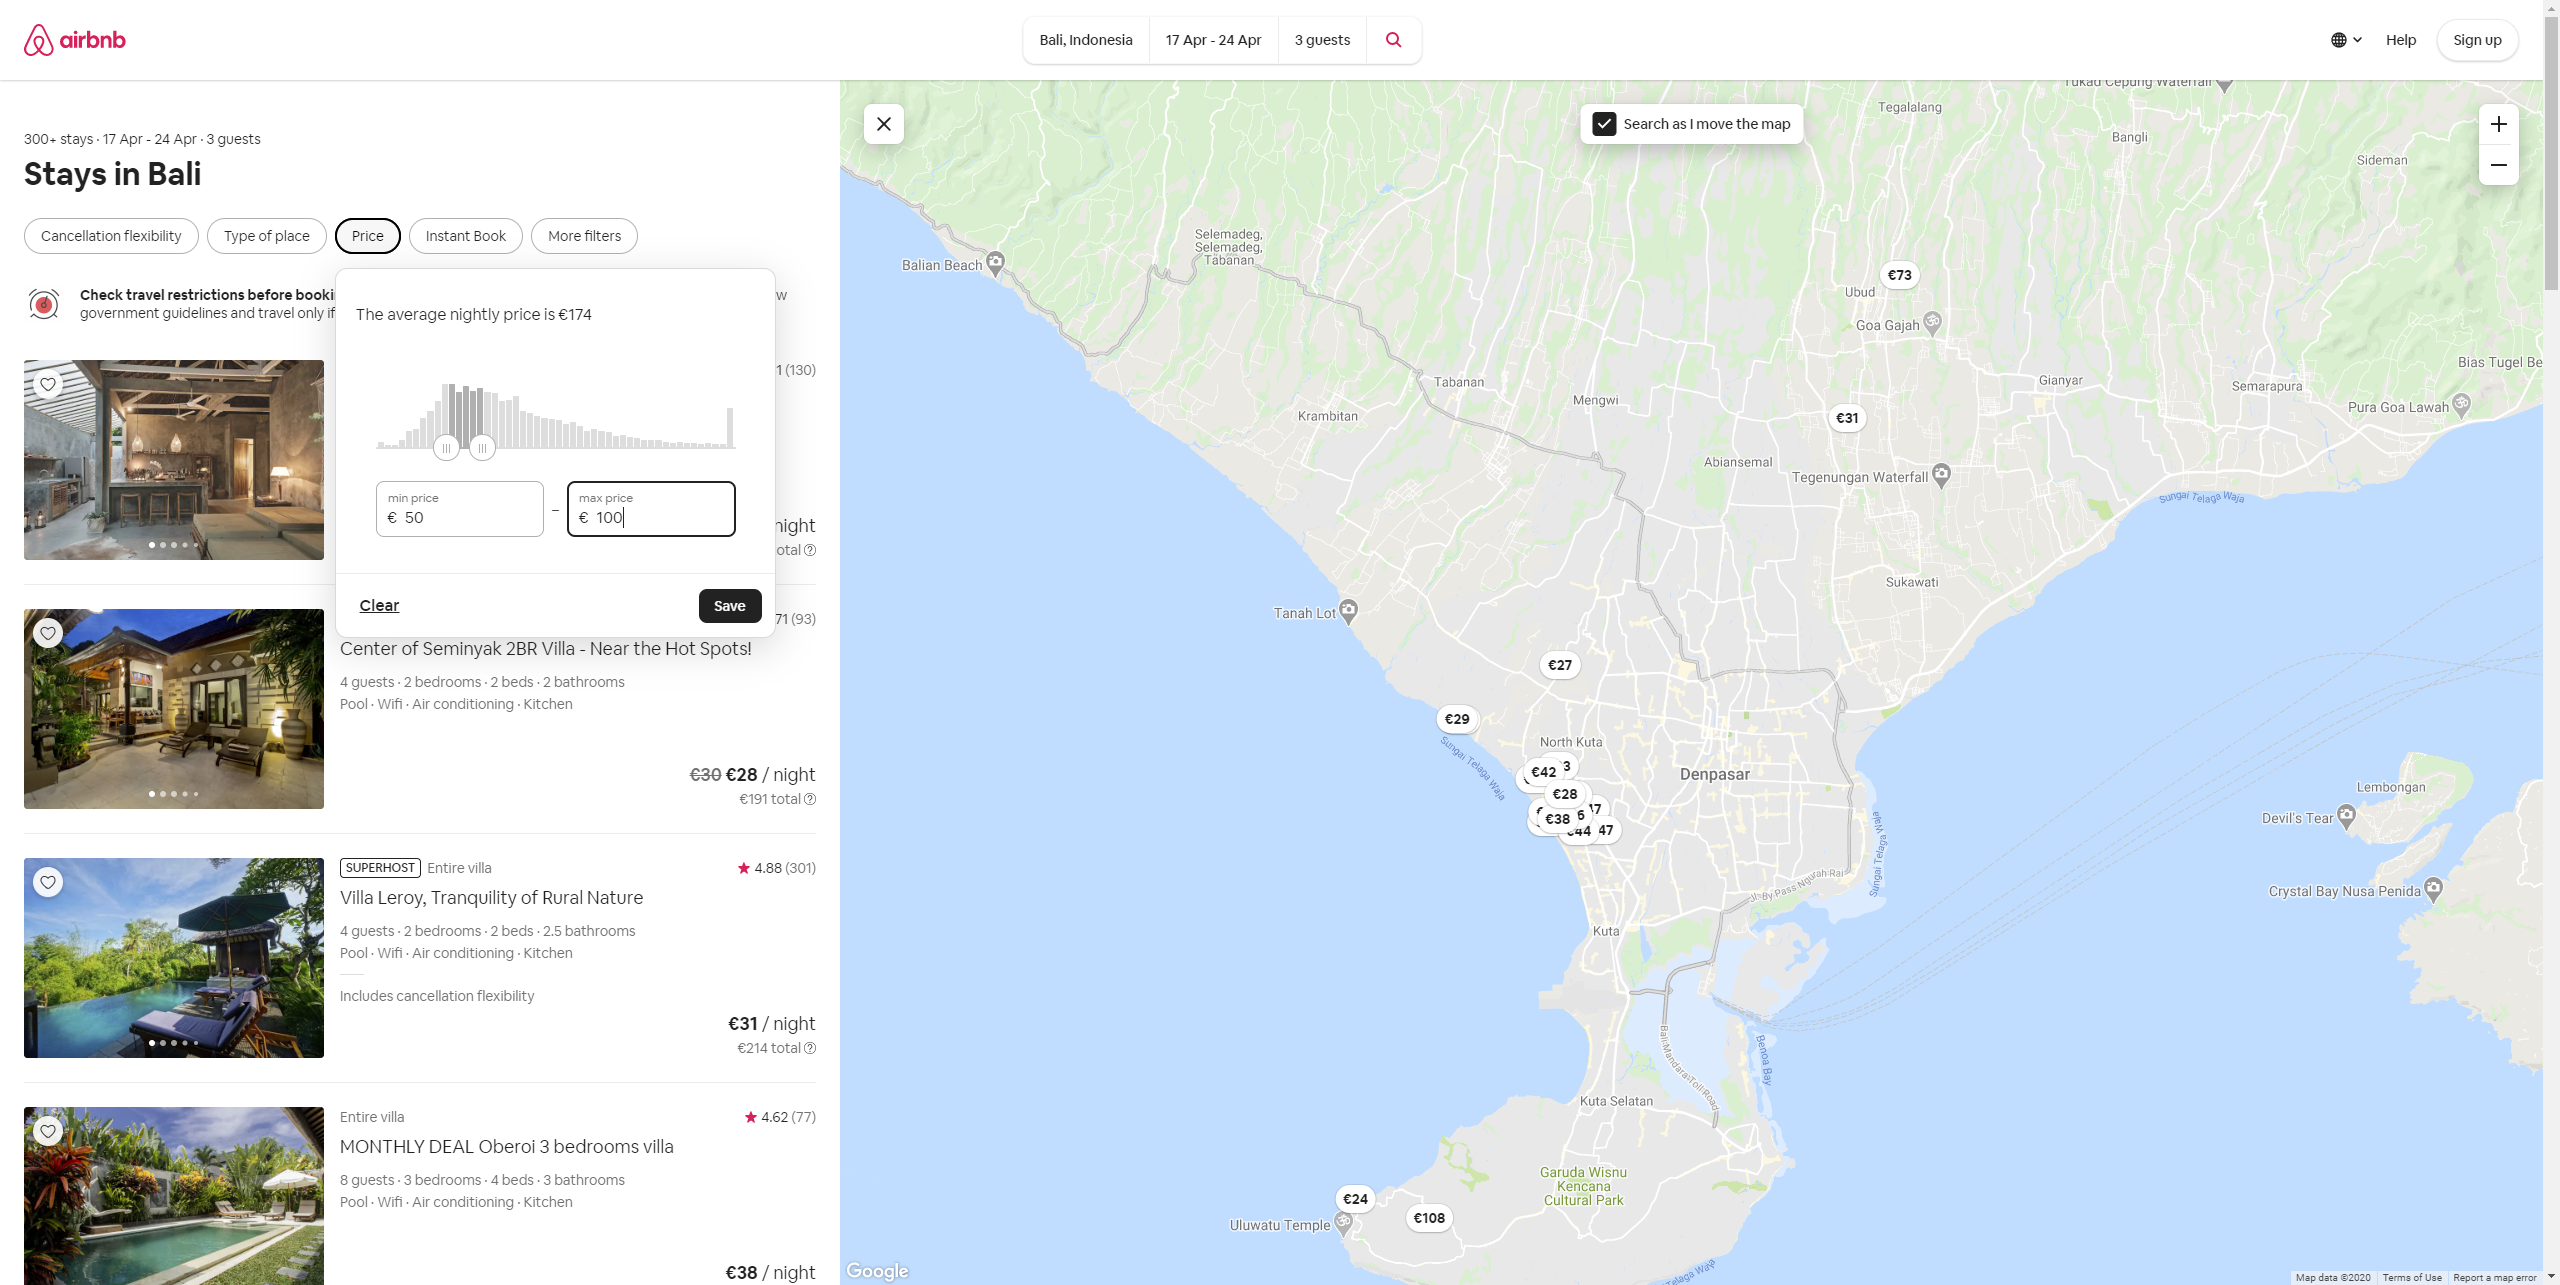 airbnb
Bali, Indonesia
17 Apr - 24 Apr
3 guests
Help
Sign up
300+ stays · 17 Apr - 24 Apr · 3 guests
Stays in Bali
Cancellation flexibility
Type of place
Price
Instant Book
More filters
Check travel restrictions before
government guidelines and travel only if
The average nightly price is €174
min price
€ 50
–
max price
€ 100
Clear
Save
(130)
night
(93)
Center of Seminyak 2BR Villa - Near the Hot Spots!
4 guests · 2 bedrooms · 2 beds · 2 bathrooms
Pool · Wifi · Air conditioning · Kitchen
€30 €28 / night
€191 total
SUPERHOST Entire villa
4.88 (301)
Villa Leroy, Tranquility of Rural Nature
4 guests · 2 bedrooms · 2 beds · 2.5 bathrooms
Pool · Wifi · Air conditioning · Kitchen
Includes cancellation flexibility
€31 / night
€214 total
Entire villa
4.62 (77)
MONTHLY DEAL Oberoi 3 bedrooms villa
8 guests · 3 bedrooms · 4 beds · 3 bathrooms
Pool · Wifi · Air conditioning · Kitchen
€38 / night
Search as I move the map
Tukad Cepung Waterfall
Tegalalang
Bangli
Sideman
Selemadeg,
Selemadeg,
Tabanan
Balian Beach
€73
Ubud
Goa Gajah
Bias Tugel Be
Tabanan
Gianyar
Semarapura
Mengwi
Krambitan
Pura Goa Lawah
€31
Abiansemal
Tegenungan Waterfall
Sungai Telaga Waja
Sukawati
Tanah Lot
€27
€29
North Kuta
Sungai Telaga Waja
€42
Denpasar
€28
€38
€44
47
Lembongan
Devil's Tear
Sungai Telaga Waja
Jl. By Pass Ngurah Rai
Crystal Bay Nusa Penida
Kuta
Bali Mandara Toll Road
Benoa Bay
Kuta Selatan
Garuda Wisnu
Kencana
Cultural Park
€24
€108
Uluwatu Temple
Telaga Waja
Google
Map data ©2020
Terms of Use
Report a map error